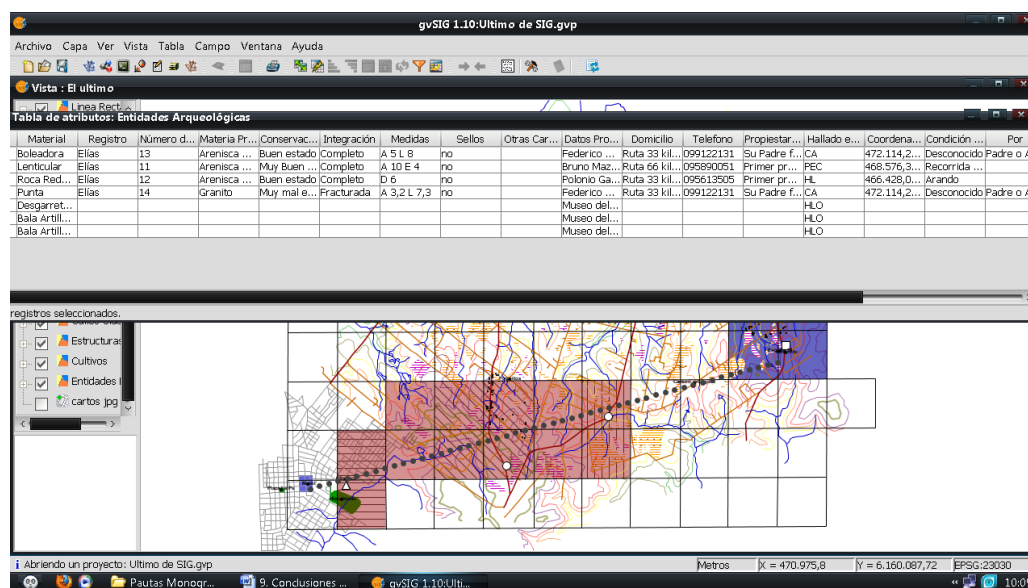 gvSIG 1.10:Ultimo de SIG.gvp
Archivo Capa Ver Vista Tabla Campo Ventana Ayuda
Vista : El ultimo
Linea Rect
Tabla de atributos: Entidades Arqueológicas
Material Registro Número d... Materia Pr... Conservac... Integración Medidas Sellos Otras Car... Datos Pro... Domicilio Telefono Propiestar... Hallado e... Coordena... Condición ... Por
Boleadora Elías 13 Arenisca ... Buen estado Completo A 5 L 8 no Federico ... Ruta 33 kil... 099122131 Su Padre f... CA 472.114,2... Desconocido Padre o A
Lenticular Elías 11 Arenisca ... Muy Buen ... Completo A 10 E 4 no Bruno Maz... Ruta 66 kil... 095890051 Primer pr... PEC 468.576,3... Recorrida ...
Roca Red... Elías 12 Arenisca ... Buen estado Completo D 6 no Polonio Ga... Ruta 33 kil... 095613505 Primer pr... HL 466.428,0... Arando
Punta Elías 14 Granito Muy mal e... Fracturada A 3,2 L 7,3 no Federico ... Ruta 33 kil... 099122131 Su Padre f... CA 472.114,2... Desconocido Padre o A
Desgarret... Museo del... HLO
Bala Artill... Museo del... HLO
Bala Artill... Museo del... HLO
registros seleccionados.
Estructuras
Cultivos
Entidades
cartos jpg
Abriendo un proyecto: Ultimo de SIG.gvp Metros X = 470.975,8 Y = 6.160.087,72 EPSG:23030
Pautas Monogr... 9. Conclusiones ... gvSIG 1.10:Ulti... 10:09